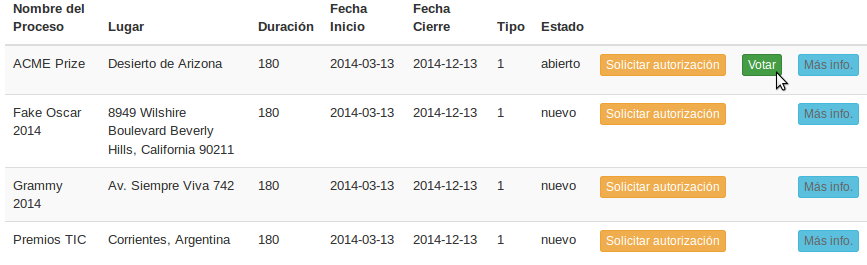 Nombre del Proceso Lugar Duración Fecha Inicio Fecha Cierre Tipo Estado
ACME Prize Desierto de Arizona 180 2014-03-13 2014-12-13 1 abierto Solicitar autorización Votar Más info.
Fake Oscar 8949 Wilshire 180 2014-03-13 2014-12-13 1 nuevo Solicitar autorización Más info.
2014 Boulevard Beverly
Hills, California 90211
Grammy Av. Siempre Viva 742 180 2014-03-13 2014-12-13 1 nuevo Solicitar autorización Más info.
2014
Premios TIC Corrientes, Argentina 180 2014-03-13 2014-12-13 1 nuevo Solicitar autorización Más info.